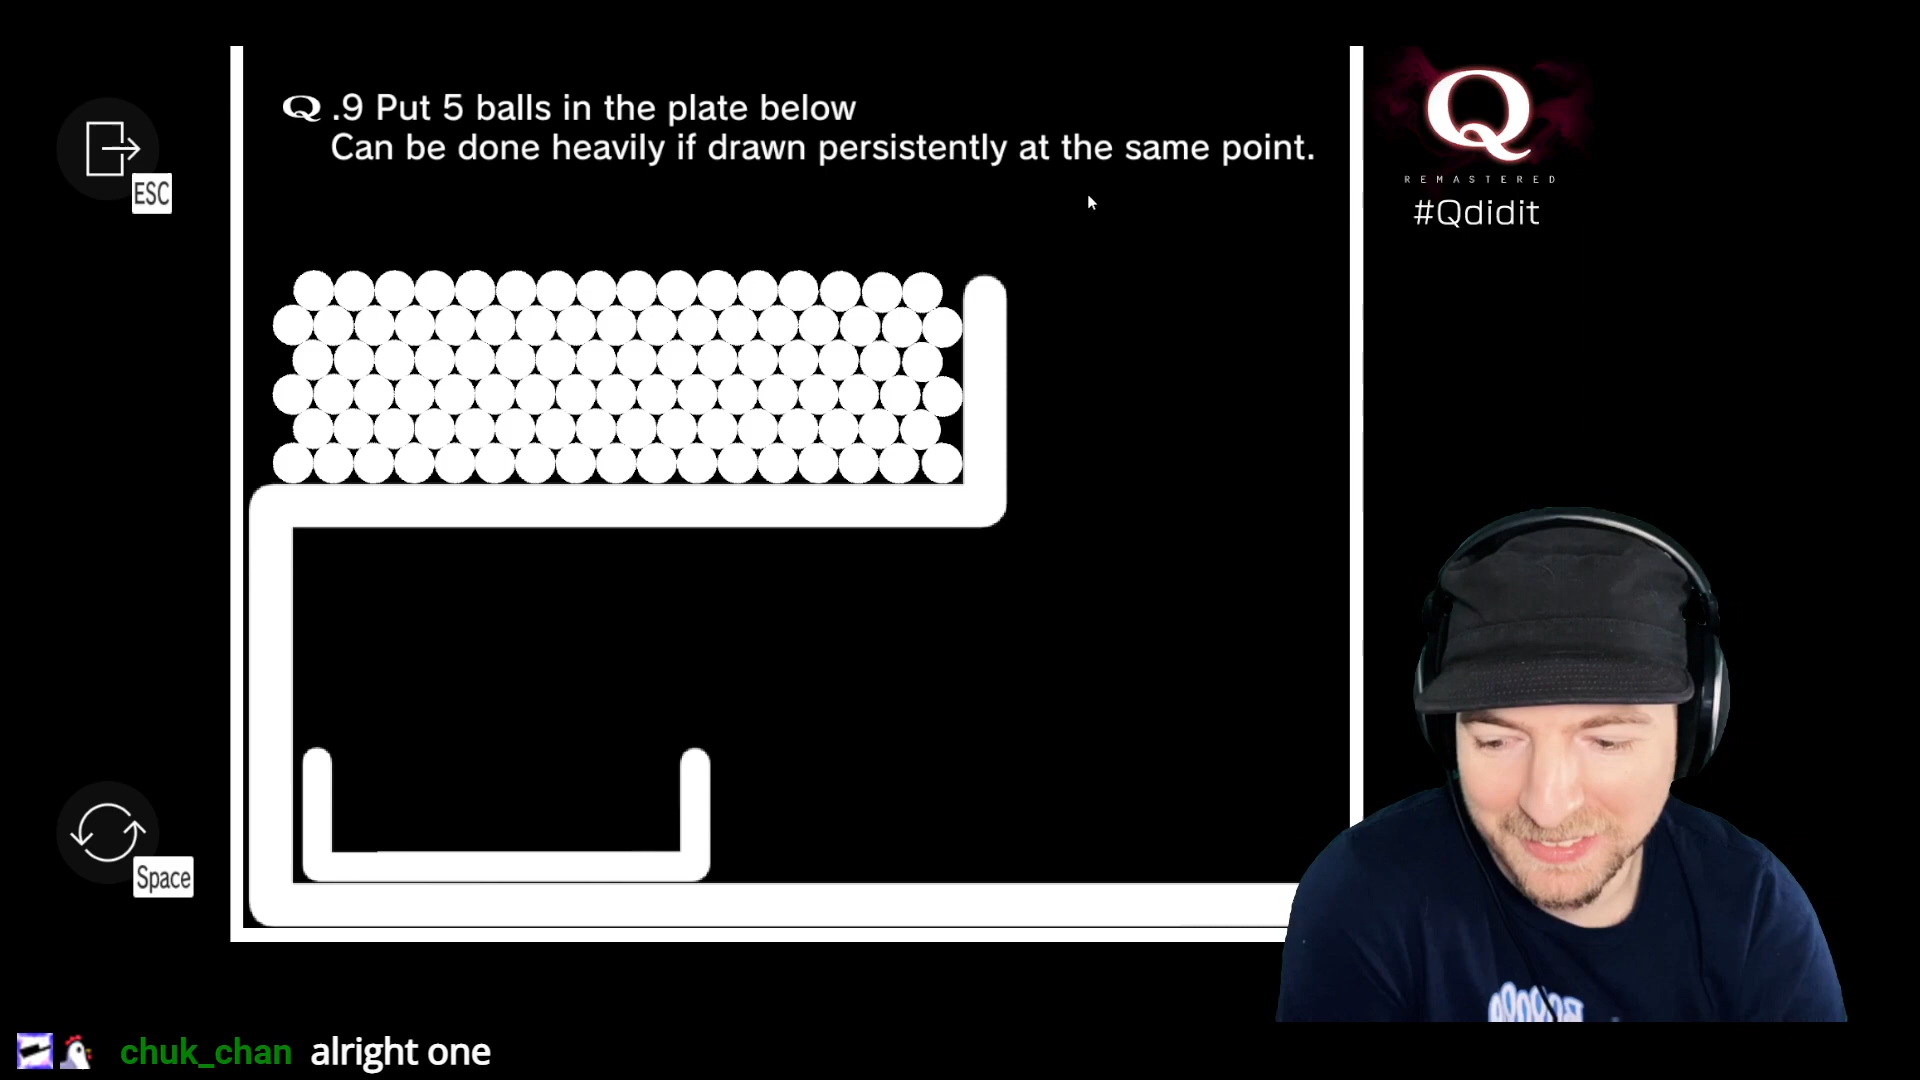 Q .9 Put 5 balls in the plate below
Can be done heavily if drawn persistently at the same point.
ESC
Q
REMASTERED
#Qdidit
Space
chuk_chan alright one